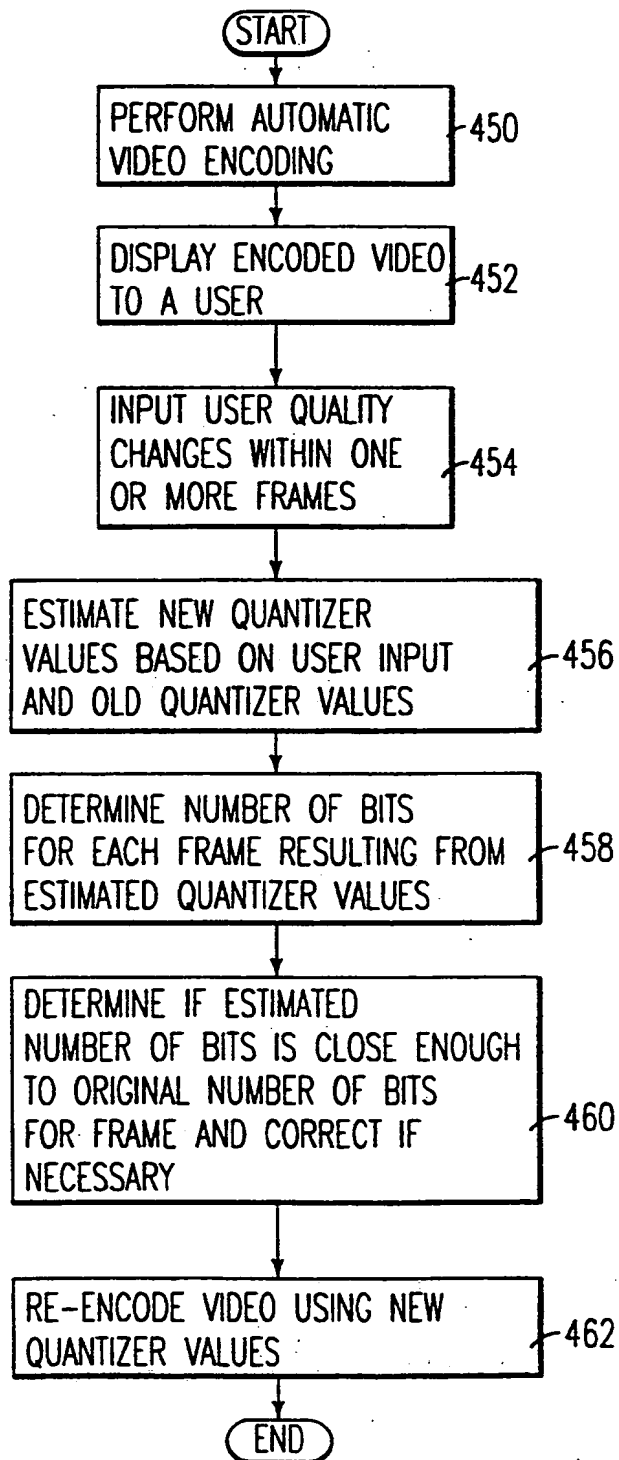 START
PERFORM AUTOMATIC
VIDEO ENCODING
450
DISPLAY ENCODED VIDEO
TO A USER
452
INPUT USER QUALITY
CHANGES WITHIN ONE
OR MORE FRAMES
454
ESTIMATE NEW QUANTIZER
VALUES BASED ON USER INPUT
AND OLD QUANTIZER VALUES
456
DETERMINE NUMBER OF BITS
FOR EACH FRAME RESULTING FROM
ESTIMATED QUANTIZER VALUES
458
DETERMINE IF ESTIMATED
NUMBER OF BITS IS CLOSE ENOUGH
TO ORIGINAL NUMBER OF BITS
FOR FRAME AND CORRECT IF
NECESSARY
460
RE-ENCODE VIDEO USING NEW
QUANTIZER VALUES
462
END